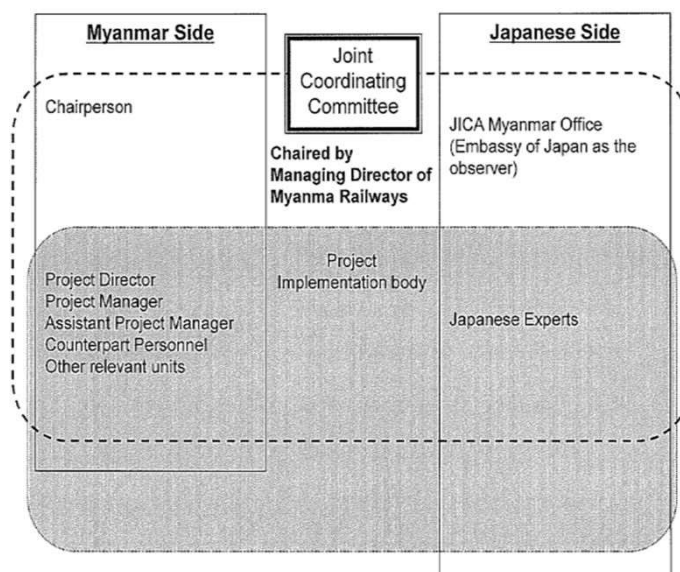 Myanmar Side
Joint
Coordinating
Committee
Japanese Side
Chairperson
Chaired by
Managing Director of
Myanma Railways
JICA Myanmar Office
(Embassy of Japan as the
observer)
Project
Implementation body
Project Director
Project Manager
Assistant Project Manager
Counterpart Personnel
Other relevant units
Japanese Experts